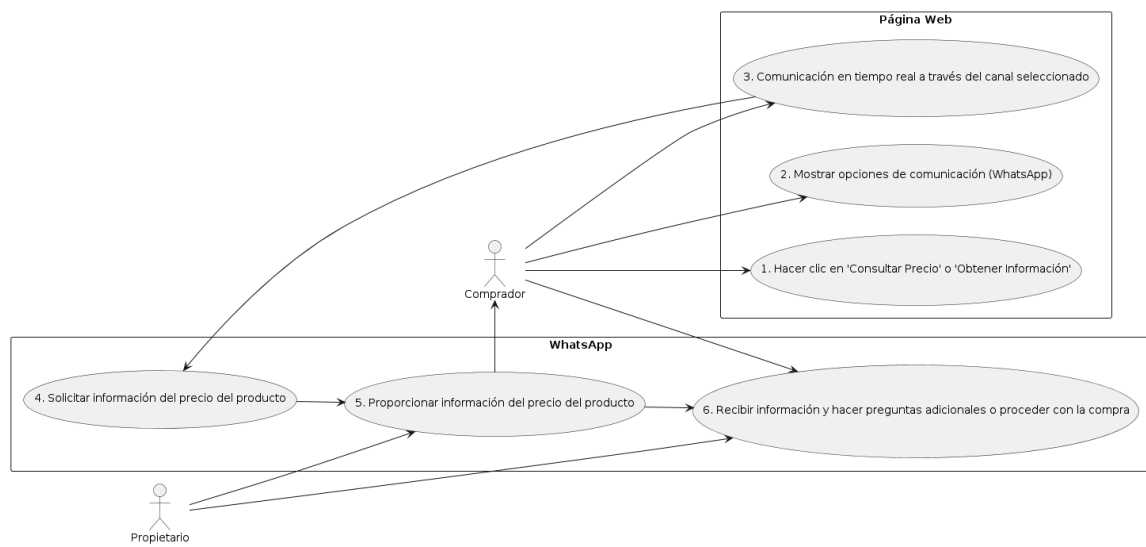 Página Web
3. Comunicación en tiempo real a través del canal seleccionado
2. Mostrar opciones de comunicación (WhatsApp)
1. Hacer clic en 'Consultar Precio' o 'Obtener Información'
Comprador
WhatsApp
4. Solicitar información del precio del producto
5. Proporcionar información del precio del producto
6. Recibir información y hacer preguntas adicionales o proceder con la compra
Propietario